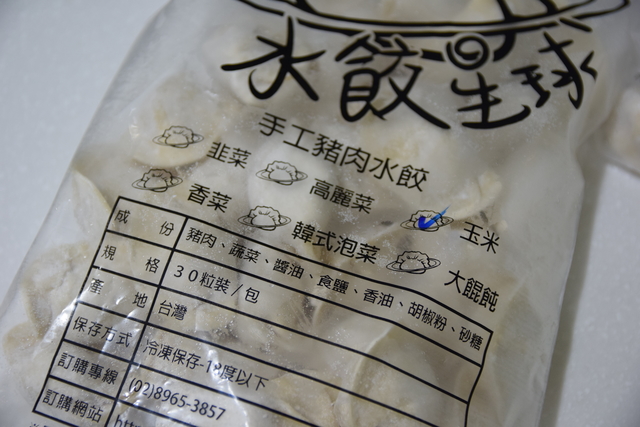 水餃星球
手工豬肉水餃
韭菜 高麗菜 玉米
香菜 韓式泡菜 大餛飩
成份 豬肉、蔬菜、醬油、食鹽、香油、胡椒粉、砂糖
規格 30粒裝/包
產地 台灣
保存方式 冷凍保存-18度以下
訂購專線 (02)8965-3857
訂購網站